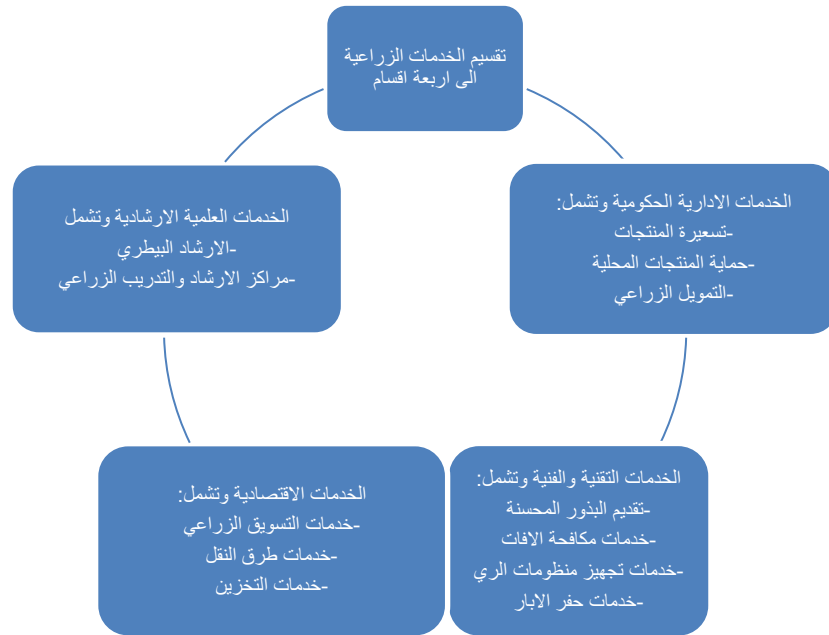 تقسيم الخدمات الزراعية
الى اربعة اقسام
الخدمات الادارية الحكومية وتشمل:
-تسعيرة المنتجات
-حماية المنتجات المحلية
-التمويل الزراعي
الخدمات التقنية والفنية وتشمل:
-تقديم البذور المحسنة
-خدمات مكافحة الافات
-خدمات تجهيز منظومات الري
-خدمات حفر الابار
الخدمات الاقتصادية وتشمل:
-خدمات التسويق الزراعي
-خدمات طرق النقل
-خدمات التخزين
الخدمات العلمية الارشادية وتشمل
-الارشاد البيطري
-مراكز الارشاد والتدريب الزراعي